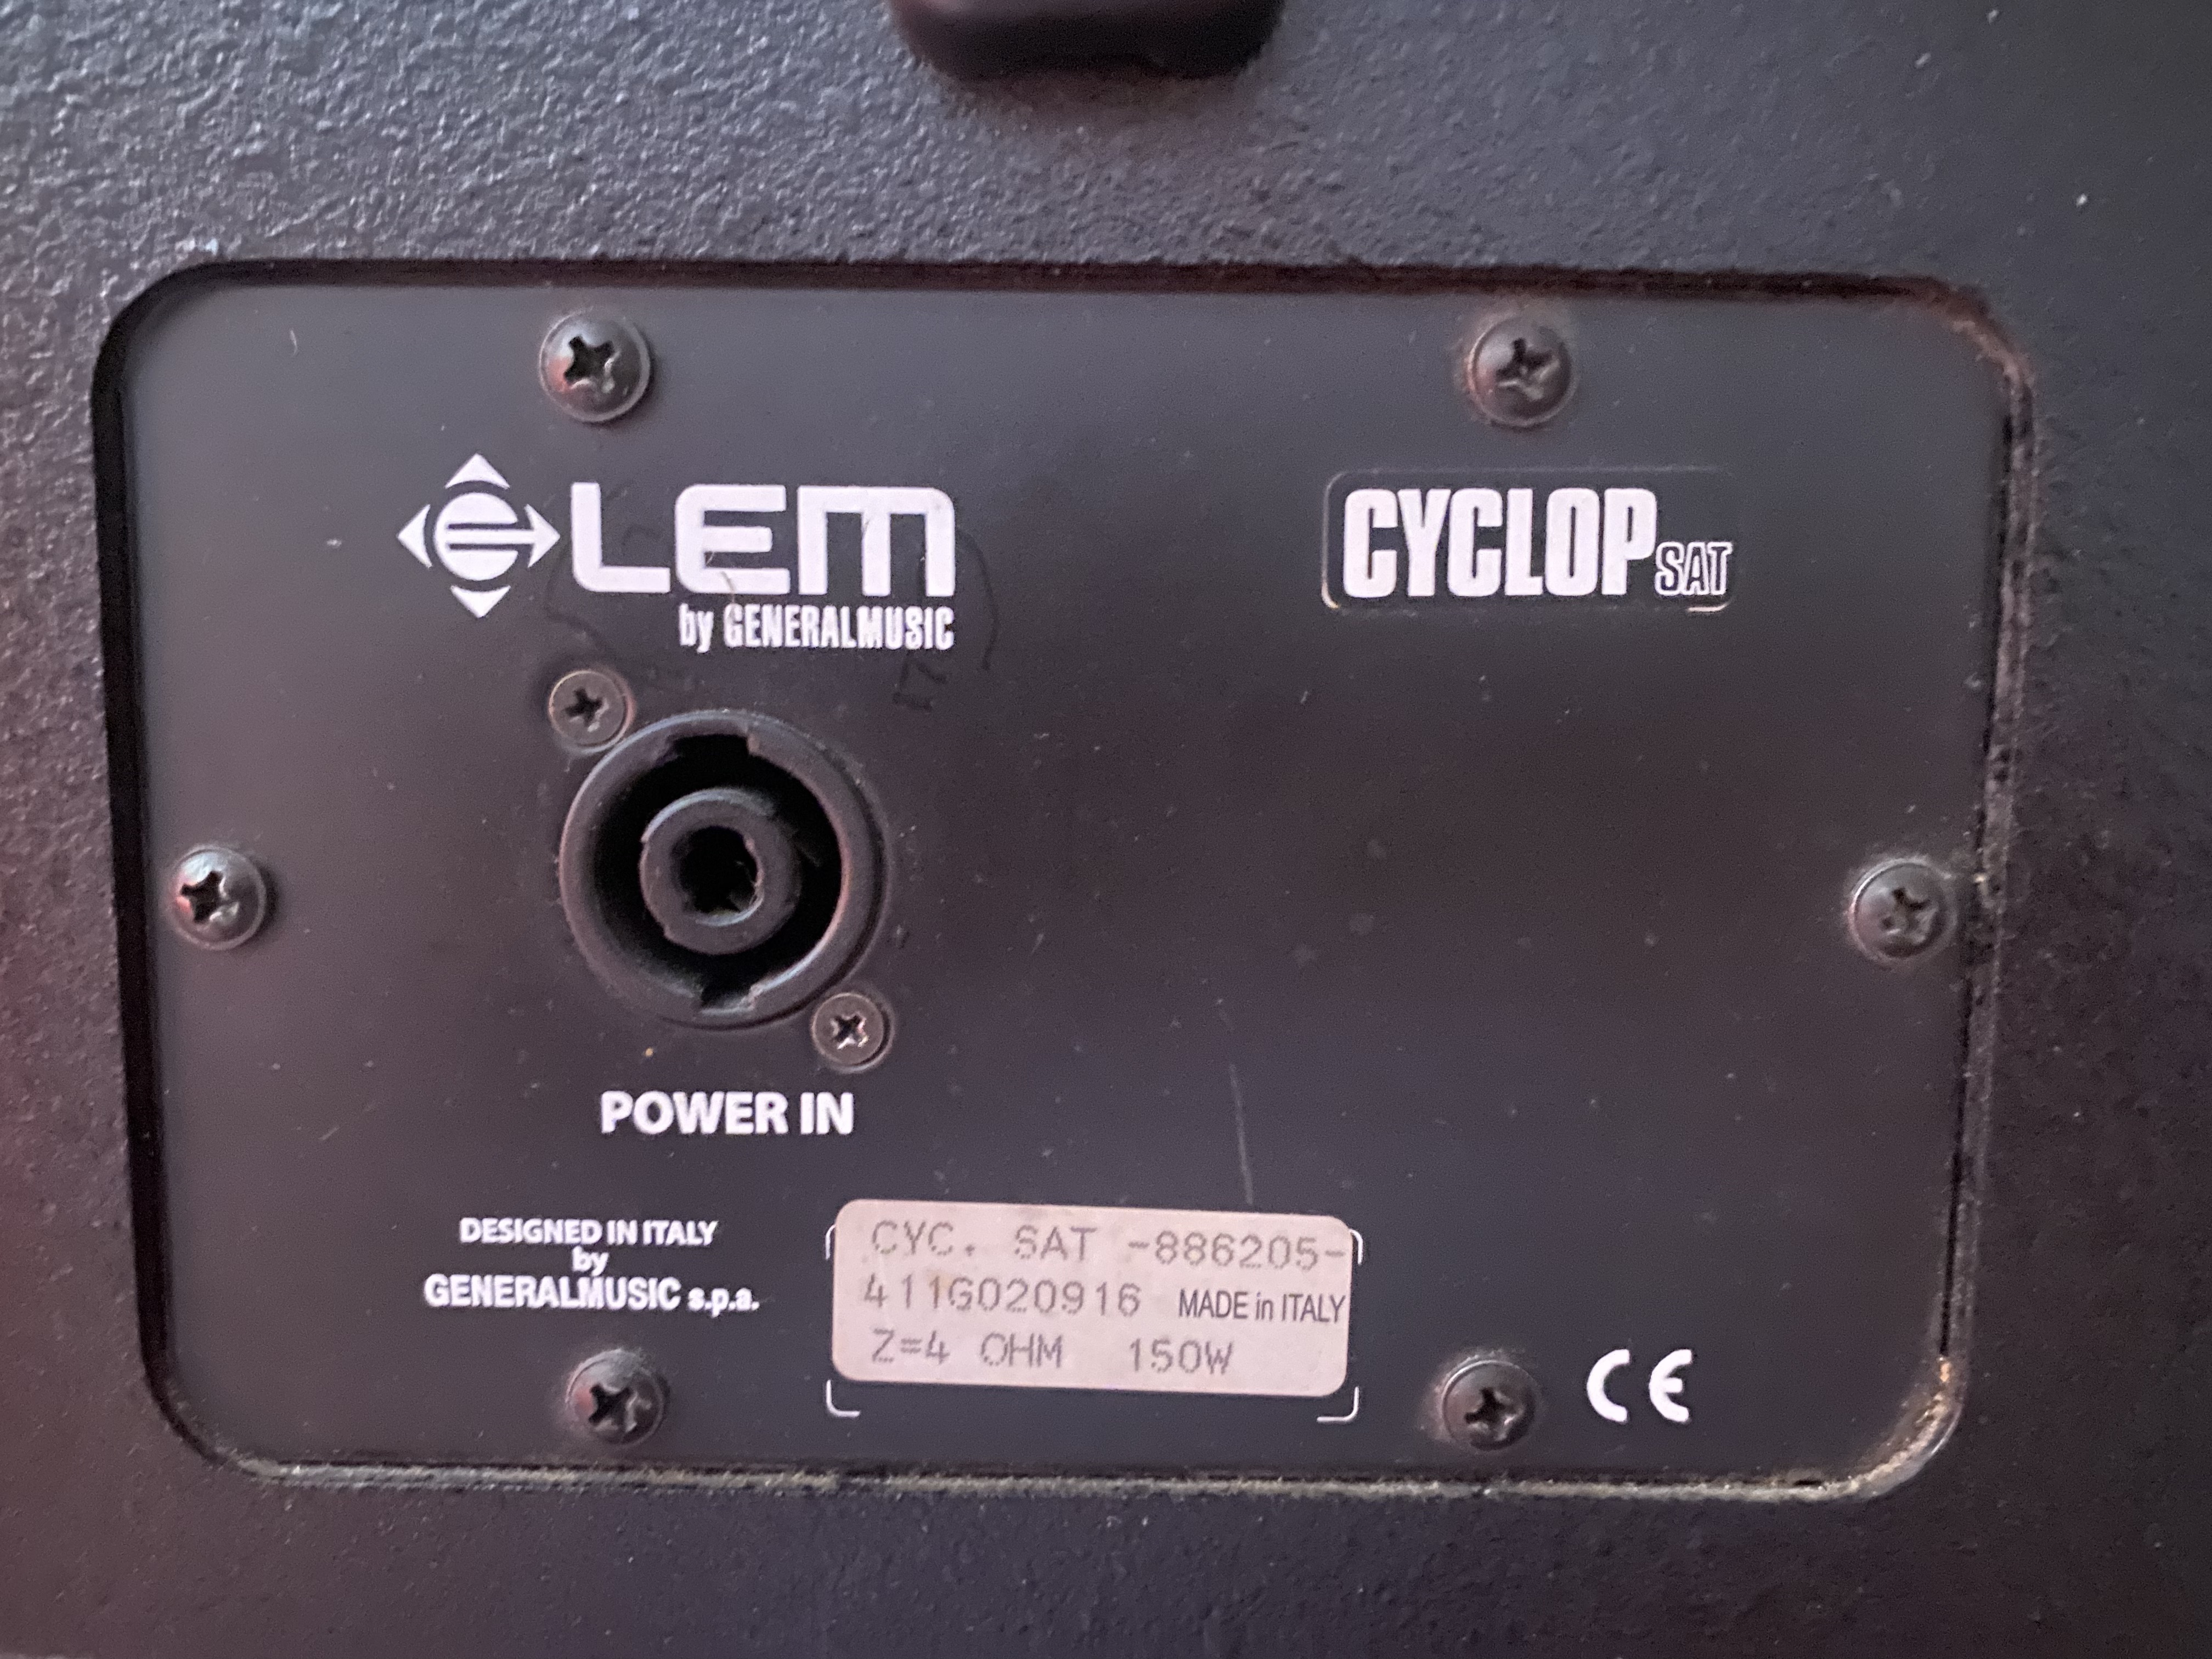 LEM
by GENERALMUSIC
CYCLOP SAT
POWER IN
DESIGNED IN ITALY
by
GENERALMUSIC s.p.a.
CYC. SAT -886205-
411G020916 MADE in ITALY
Z=4 OHM 150W
CE